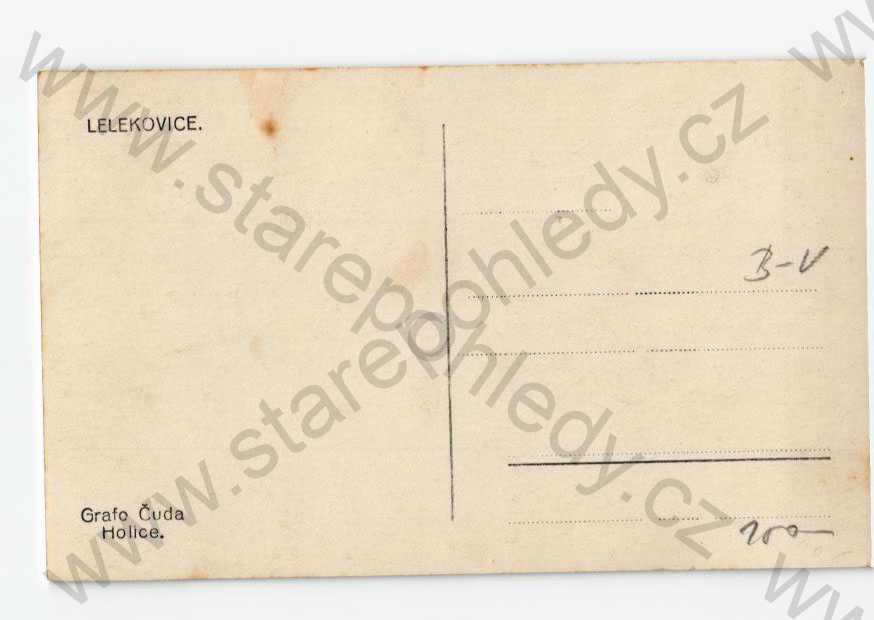 LELEKOVICE.
B-V
Grafo Čuda
Holice.
www.starepohledy.cz
www.starepohledy.cz